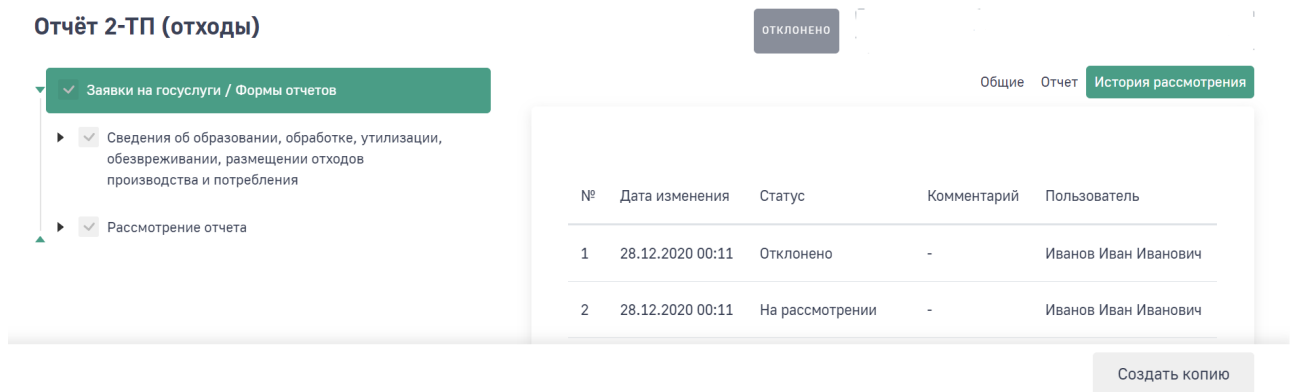 Отчёт 2-ТП (отходы)
ОТКЛОНЕНО
Заявки на госуслуги / Формы отчетов
Общие Отчет История рассмотрения
Сведения об образовании, обработке, утилизации,
обезвреживании, размещении отходов
производства и потребления
Рассмотрение отчета
№ Дата изменения Статус Комментарий Пользователь
1 28.12.2020 00:11 Отклонено - Иванов Иван Иванович
2 28.12.2020 00:11 На рассмотрении - Иванов Иван Иванович
Создать копию